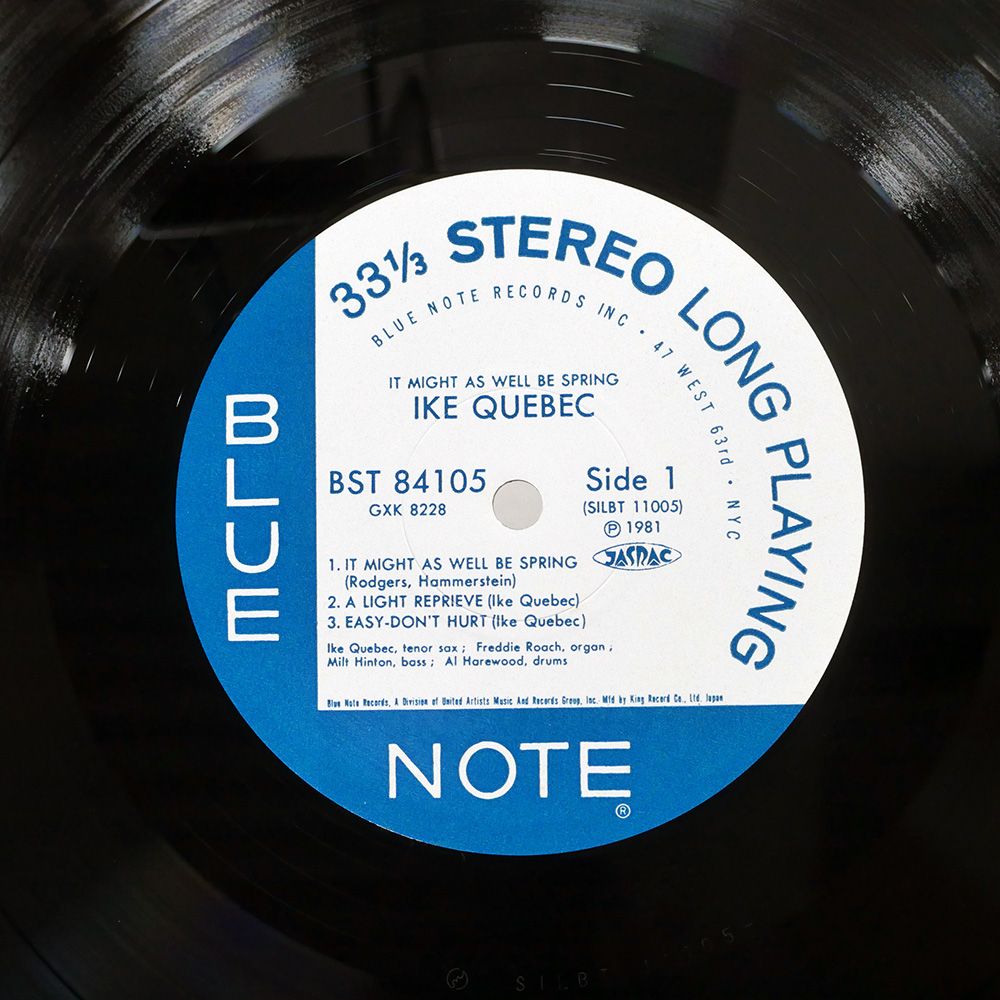 33⅓ STEREO LONG PLAYING
BLUE NOTE RECORDS INC • 47 WEST 63rd • NYC
IT MIGHT AS WELL BE SPRING
IKE QUEBEC
BST 84105
GXK 8228
Side 1
(SILBT 11005)
Ⓟ 1981
JASRAC
1. IT MIGHT AS WELL BE SPRING
(Rodgers, Hammerstein)
2. A LIGHT REPRIEVE (Ike Quebec)
3. EASY-DON'T HURT (Ike Quebec)
Ike Quebec, tenor sax ; Freddie Roach, organ ;
Milt Hinton, bass ; Al Harewood, drums
Blue Note Records, A Division of United Artists Music And Records Group, Inc. Mfd by King Record Co., Ltd. Japan
BLUE
NOTE
®